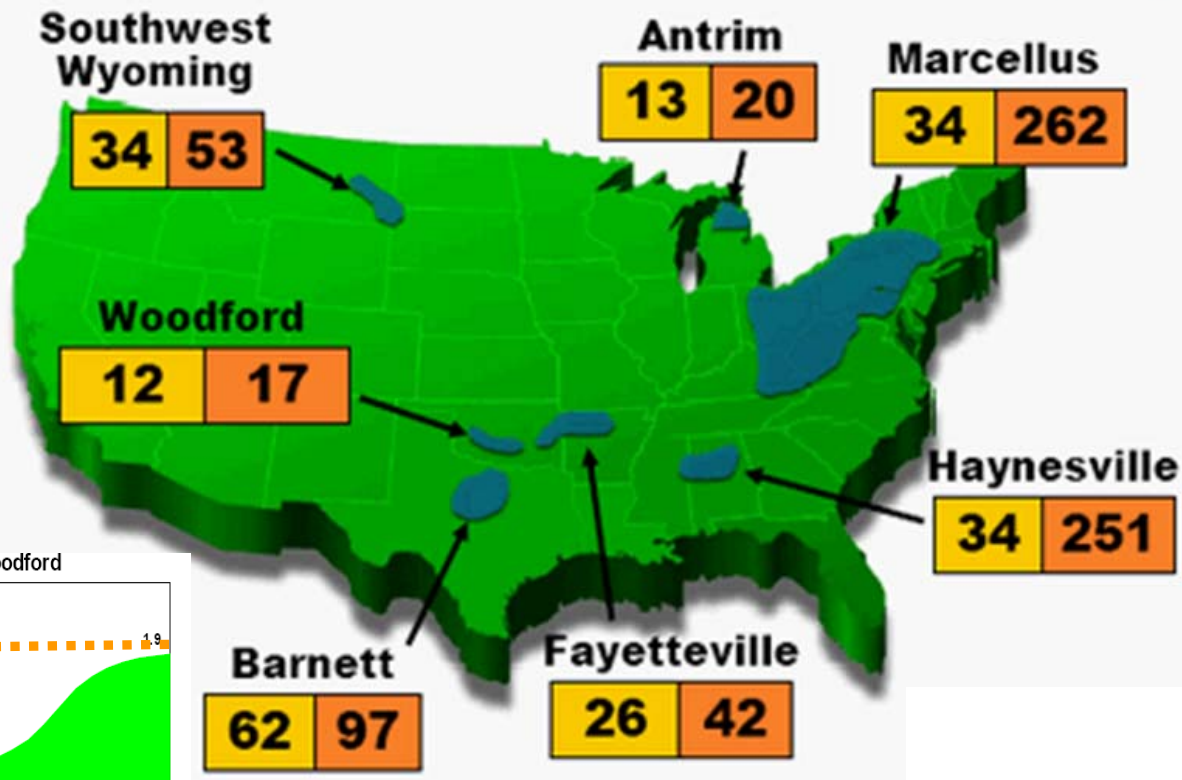 Southwest
Wyoming
34 53
Antrim
13 20
Marcellus
34 262
Woodford
12 17
Haynesville
34 251
oodford
1.9
Barnett
62 97
Fayetteville
26 42